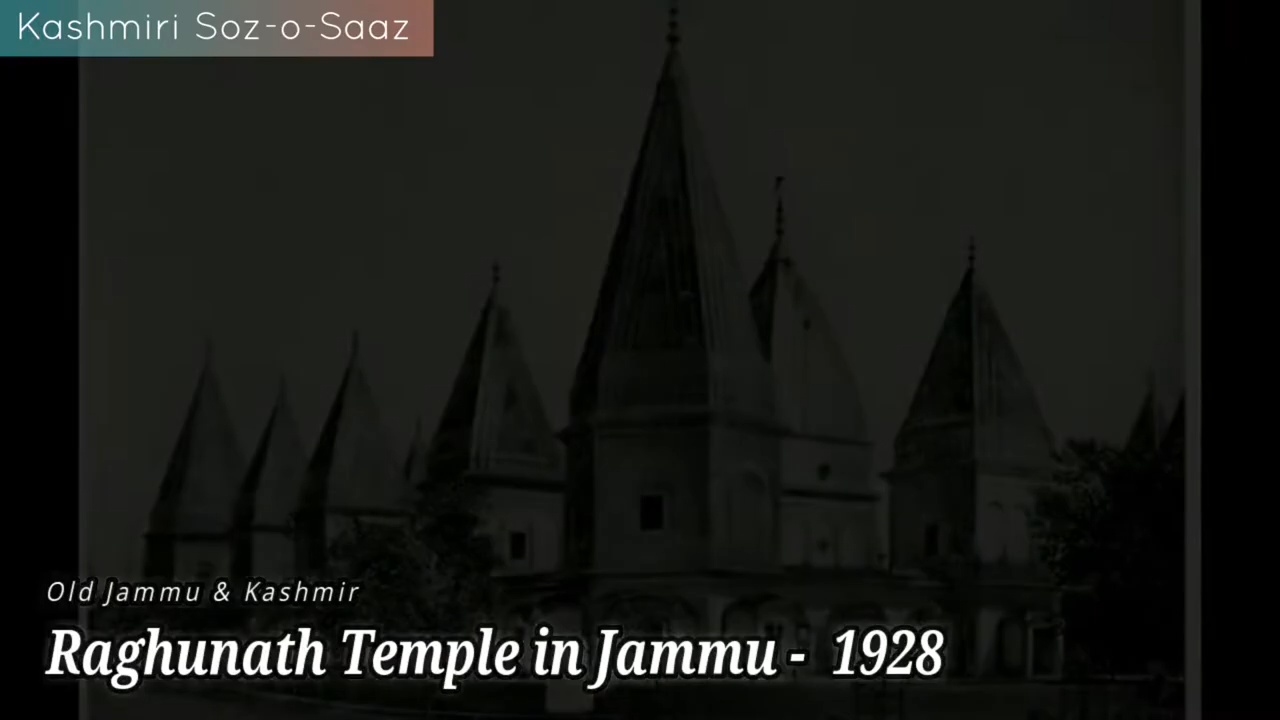 Kashmiri Soz-o-Saaz
Old Jammu & Kashmir
Raghunath Temple in Jammu - 1928